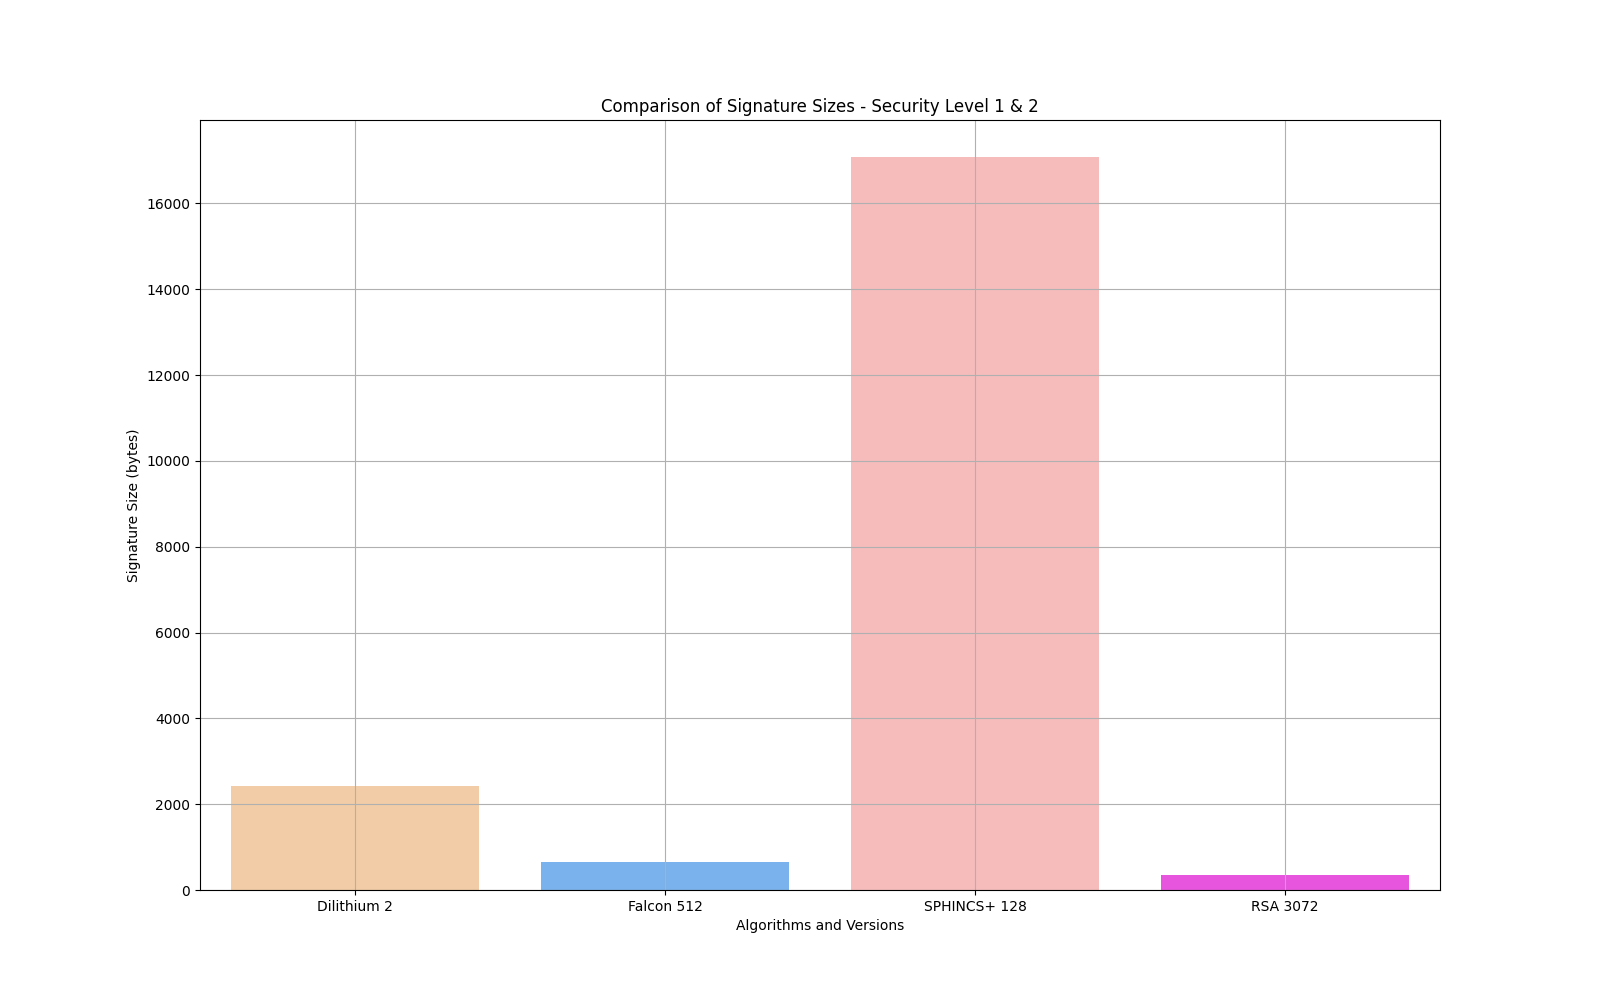 Comparison of Signature Sizes - Security Level 1 & 2
Signature Size (bytes)
16000
14000
12000
10000
8000
6000
4000
2000
0
Dilithium 2
Falcon 512
SPHINCS+ 128
RSA 3072
Algorithms and Versions